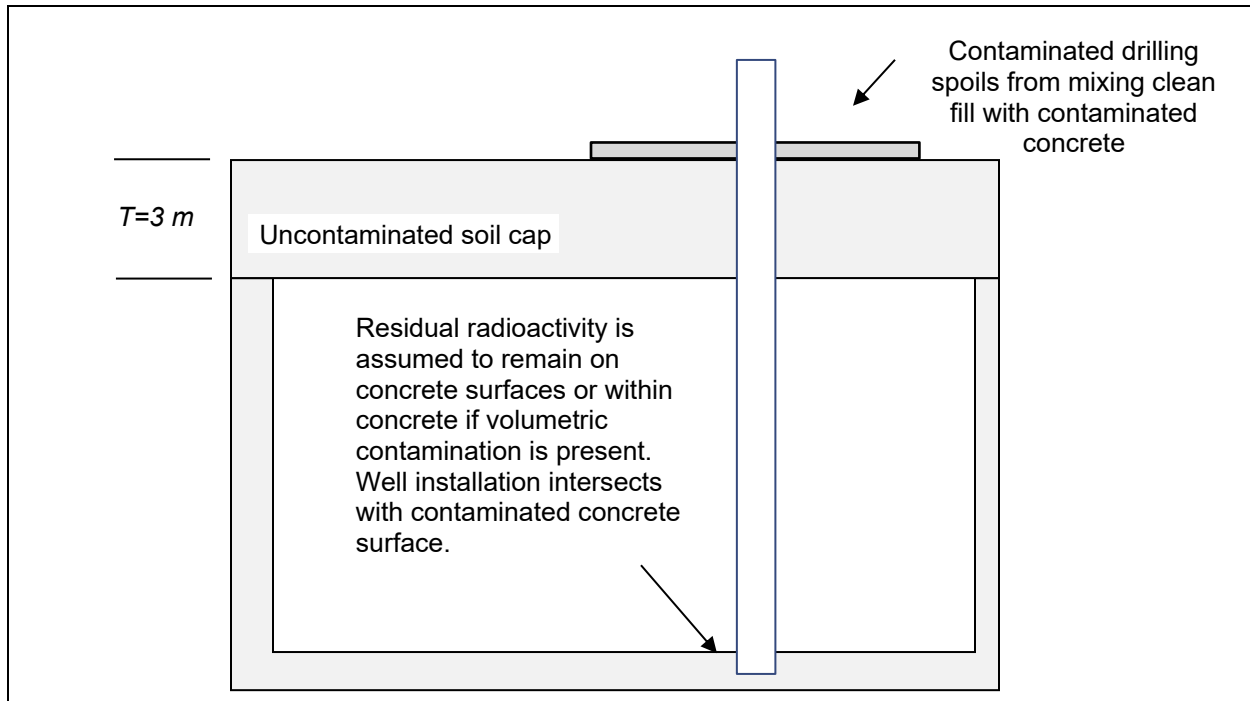 Contaminated drilling
spoils from mixing clean
fill with contaminated
concrete
T=3 m
Uncontaminated soil cap
Residual radioactivity is
assumed to remain on
concrete surfaces or within
concrete if volumetric
contamination is present.
Well installation intersects
with contaminated concrete
surface.